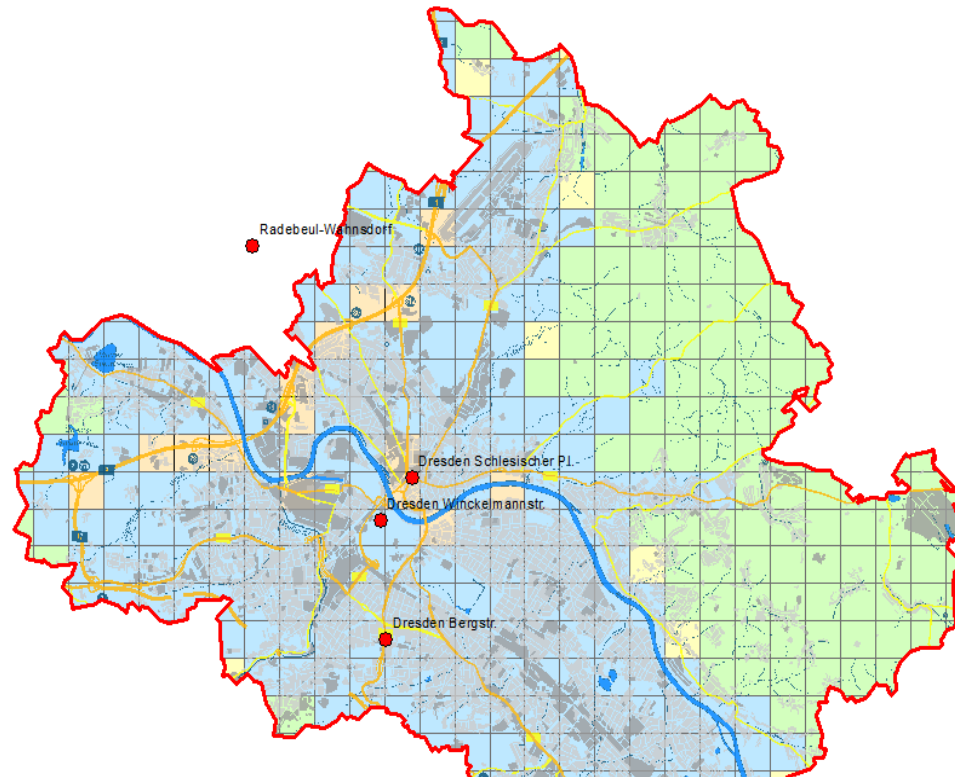 Radebeul-Wahnsdorf
Dresden Schlesischer Pl.
Dresden Winckelmannstr.
Dresden Bergstr.